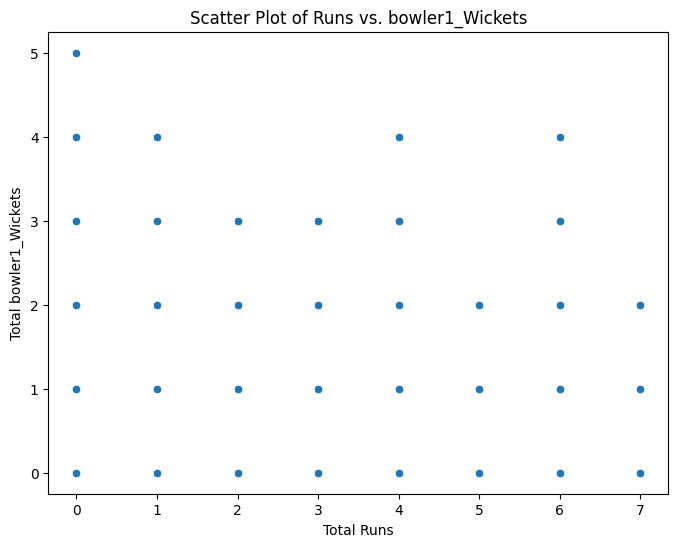 Scatter Plot of Runs vs. bowler1_Wickets
5
4
3
2
1
0
Total bowler1_Wickets
0 1 2 3 4 5 6 7
Total Runs